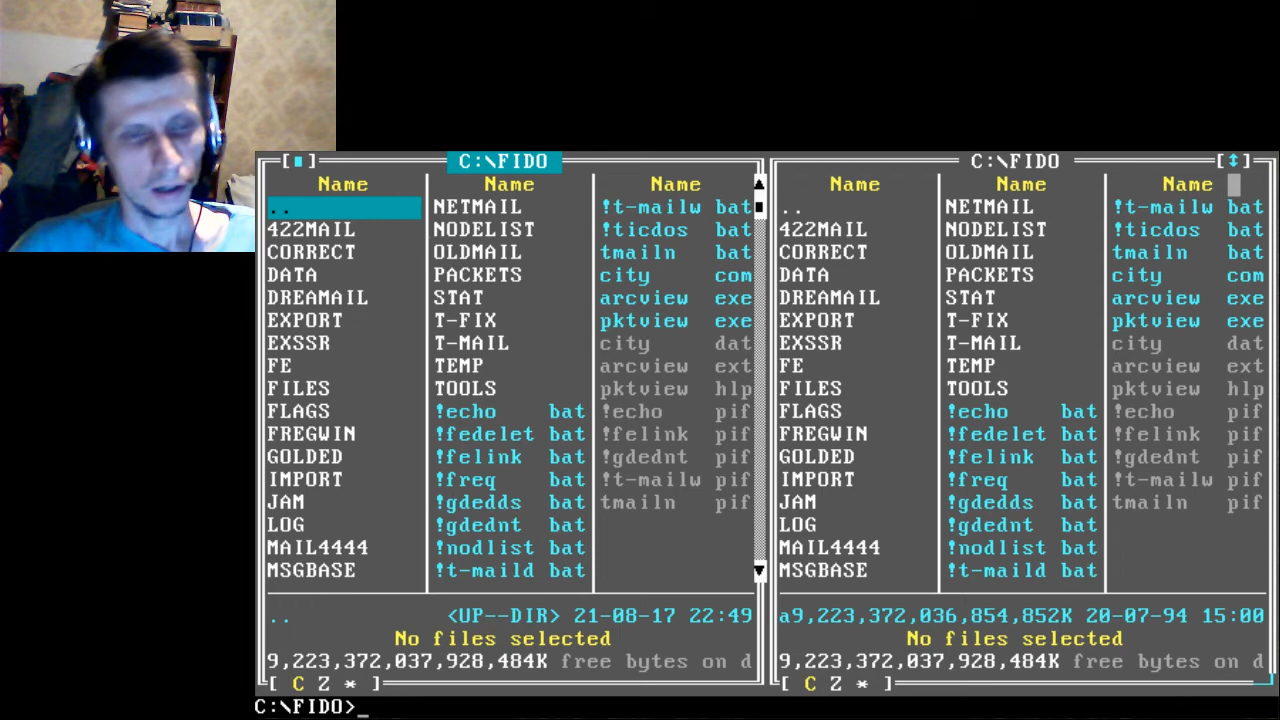 [ ■ ] C:\FIDO C:\FIDO [↕]
Name Name Name Name Name Name
.. NETMAIL !t-mailw bat .. NETMAIL !t-mailw bat
422MAIL NODELIST !ticdos bat 422MAIL NODELIST !ticdos bat
CORRECT OLDMAIL tmailn bat CORRECT OLDMAIL tmailn bat
DATA PACKETS city com DATA PACKETS city com
DREAMAIL STAT arcview exe DREAMAIL STAT arcview exe
EXPORT T-FIX pktview exe EXPORT T-FIX pktview exe
EXSSR T-MAIL city dat EXSSR T-MAIL city dat
FE TEMP arcview ext FE TEMP arcview ext
FILES TOOLS pktview hlp FILES TOOLS pktview hlp
FLAGS !echo bat !echo pif FLAGS !echo bat !echo pif
FREGWIN !fedelet bat !felink pif FREGWIN !fedelet bat !felink pif
GOLDED !felink bat !gdednt pif GOLDED !felink bat !gdednt pif
IMPORT !freq bat !t-mailw pif IMPORT !freq bat !t-mailw pif
JAM !gdedds bat tmailn pif JAM !gdedds bat tmailn pif
LOG !gdednt bat LOG !gdednt bat
MAIL4444 !nodlist bat MAIL4444 !nodlist bat
MSGBASE !t-maild bat MSGBASE !t-maild bat
.. <UP--DIR> 21-08-17 22:49 a9,223,372,036,854,852K 20-07-94 15:00
No files selected No files selected
9,223,372,037,928,484K free bytes on d 9,223,372,037,928,484K free bytes on d
[ C Z * ] [ C Z * ]
C:\FIDO>_